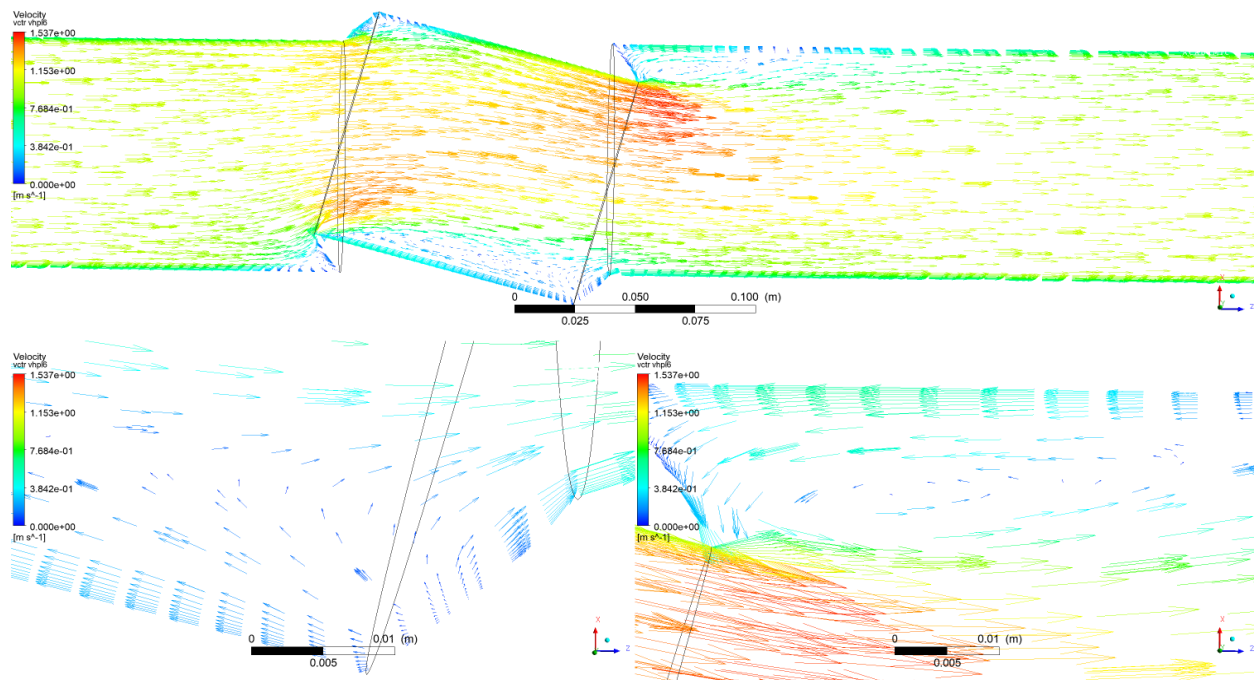 Velocity
vctr vhpl6
1.537e+00
1.153e+00
7.684e-01
3.842e-01
0.000e+00
[m s^-1]
0 0.050 0.100 (m)
0.025 0.075
X
Y
Z
Velocity
vctr vhpl6
1.537e+00
1.153e+00
7.684e-01
3.842e-01
0.000e+00
[m s^-1]
0 0.01 (m)
0.005
X
Z
Velocity
vctr vhpl6
1.537e+00
1.153e+00
7.684e-01
3.842e-01
0.000e+00
[m s^-1]
0 0.01 (m)
0.005
X
Z